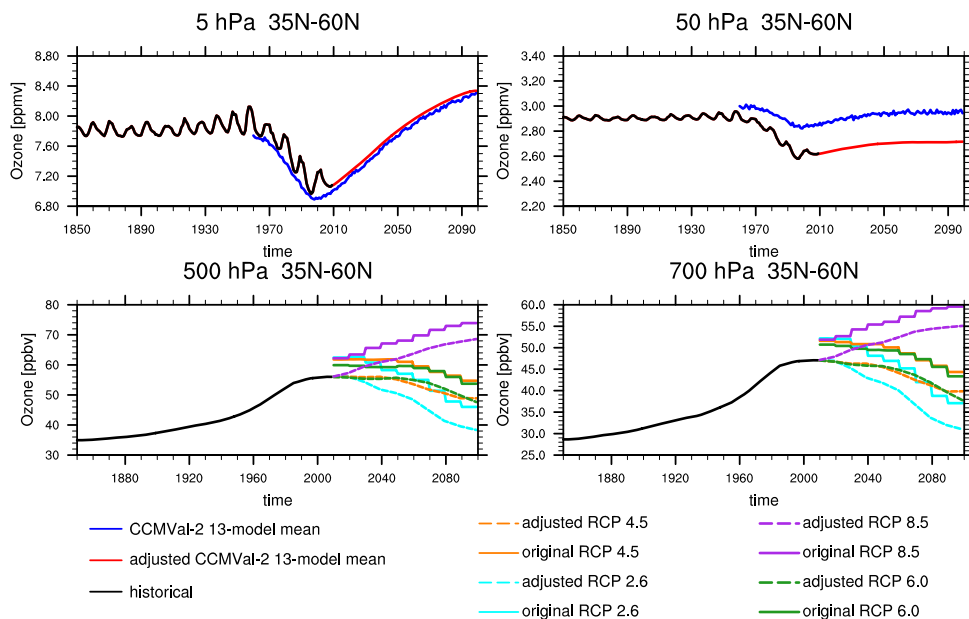 5 hPa  35N-60N
50 hPa  35N-60N
Ozone [ppmv]
8.80
8.40
8.00
7.60
7.20
6.80
1850 1890 1930 1970 2010 2050 2090
time
Ozone [ppmv]
3.40
3.20
3.00
2.80
2.60
2.40
2.20
1850 1890 1930 1970 2010 2050 2090
time
500 hPa  35N-60N
700 hPa  35N-60N
Ozone [ppbv]
80
70
60
50
40
30
1880 1920 1960 2000 2040 2080
time
Ozone [ppbv]
60.0
55.0
50.0
45.0
40.0
35.0
30.0
25.0
1880 1920 1960 2000 2040 2080
time
CCMVal-2 13-model mean
adjusted CCMVal-2 13-model mean
historical
adjusted RCP 4.5
original RCP 4.5
adjusted RCP 2.6
original RCP 2.6
adjusted RCP 8.5
original RCP 8.5
adjusted RCP 6.0
original RCP 6.0